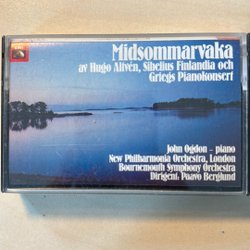 Midsommarvaka
av Hugo Alfvén, Sibelius Finlandia och
Griegs Pianokonsert
John Ogdon – piano
New Philharmonia Orchestra, London
Bournemouth Symphony Orchestra
Dirigent: Paavo Berglund